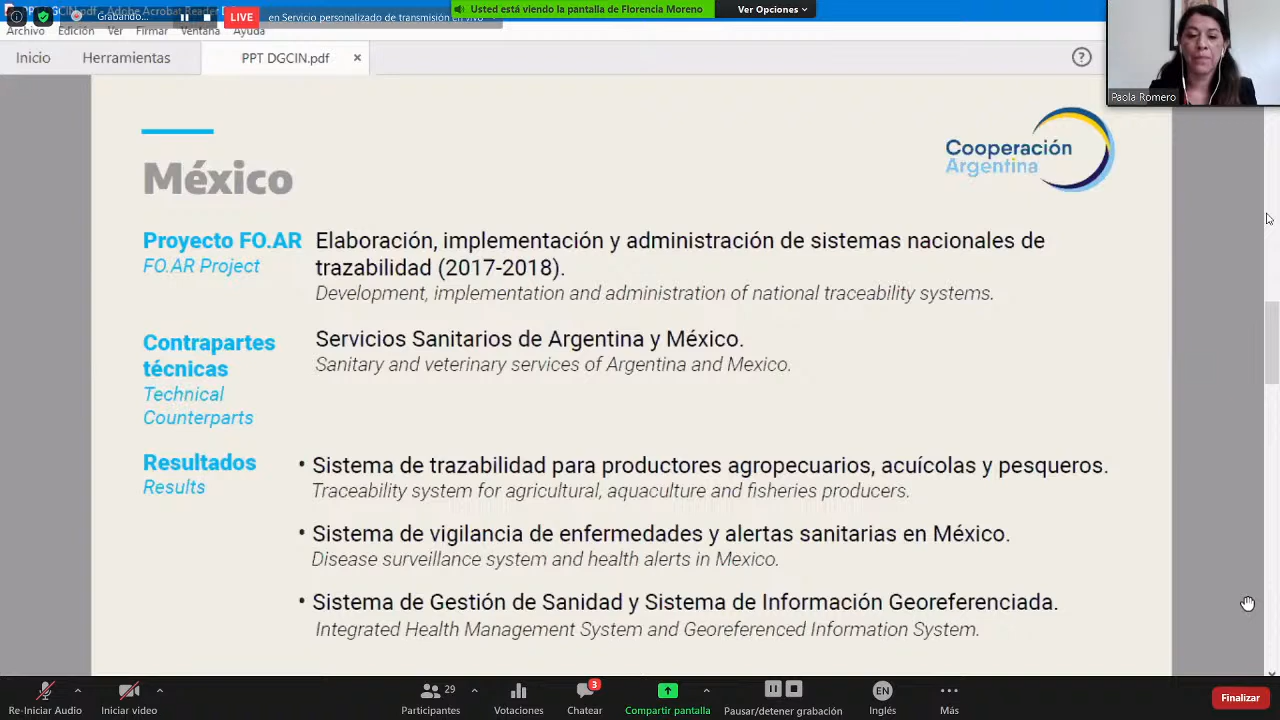 Grabando...
LIVE
en Servicio personalizado de transmisión en vivo
Usted está viendo la pantalla de Florencia Moreno
Ver Opciones
Archivo Edición Ver Firmar Ventana Ayuda
Inicio
Herramientas
PPT DGCIN.pdf
Paola Romero
Cooperación
Argentina
México
Proyecto FO.AR
FO.AR Project
Elaboración, implementación y administración de sistemas nacionales de
trazabilidad (2017-2018).
Development, implementation and administration of national traceability systems.
Contrapartes
técnicas
Technical
Counterparts
Servicios Sanitarios de Argentina y México.
Sanitary and veterinary services of Argentina and Mexico.
Resultados
Results
• Sistema de trazabilidad para productores agropecuarios, acuícolas y pesqueros.
Traceability system for agricultural, aquaculture and fisheries producers.
• Sistema de vigilancia de enfermedades y alertas sanitarias en México.
Disease surveillance system and health alerts in Mexico.
• Sistema de Gestión de Sanidad y Sistema de Información Georeferenciada.
Integrated Health Management System and Georeferenced Information System.
Re-Iniciar Audio
Iniciar video
29
Participantes
Votaciones
3
Chatear
Compartir pantalla
Pausar/detener grabación
EN
Inglés
Más
Finalizar